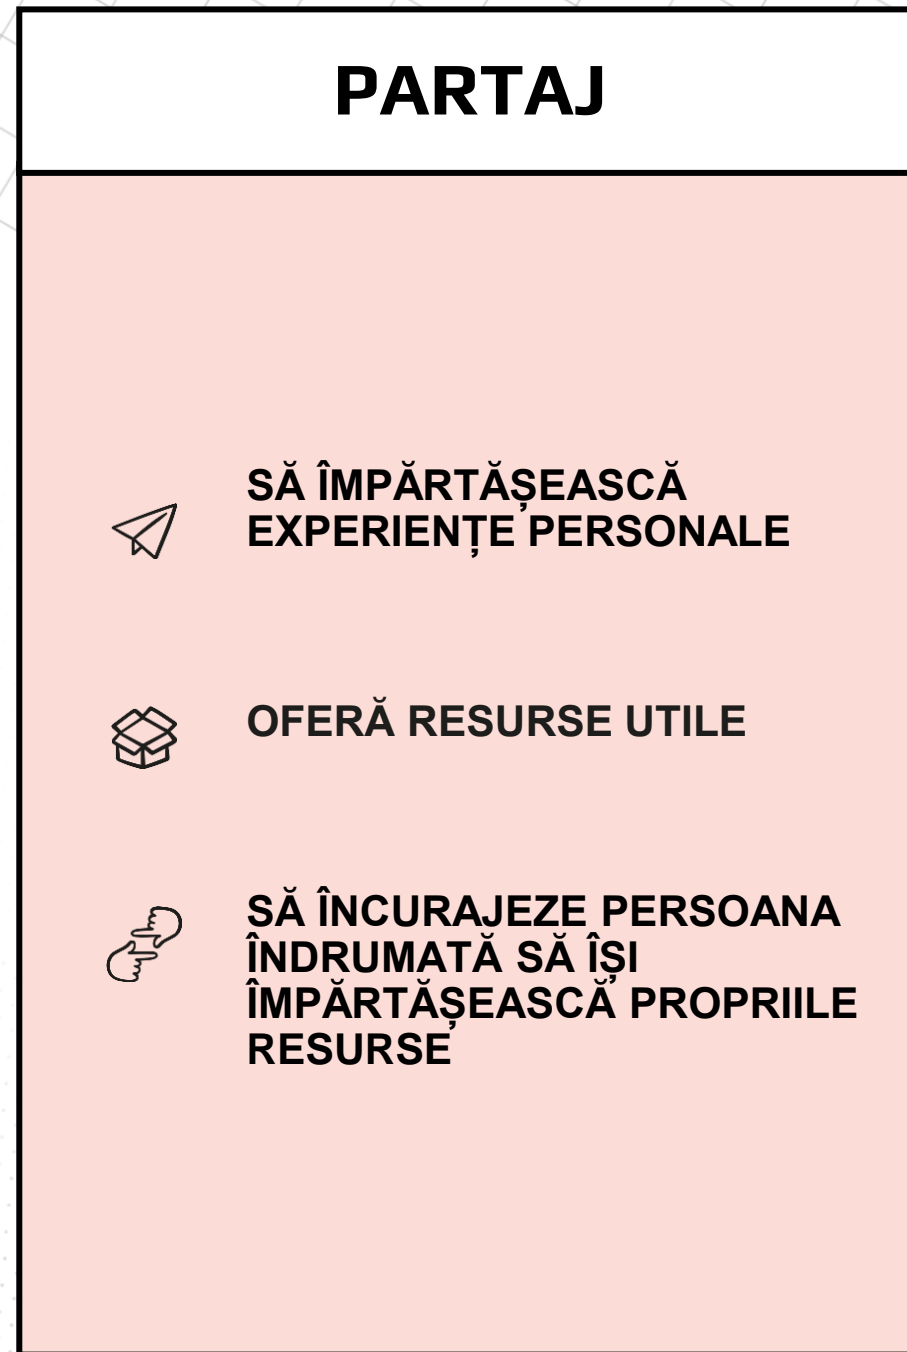 PARTAJ
SĂ ÎMPĂRTĂȘEASCĂ
EXPERIENȚE PERSONALE
OFERĂ RESURSE UTILE
SĂ ÎNCURAJEZE PERSOANA
ÎNDRUMATĂ SĂ ÎȘI
ÎMPĂRTĂȘEASCĂ PROPRIILE
RESURSE